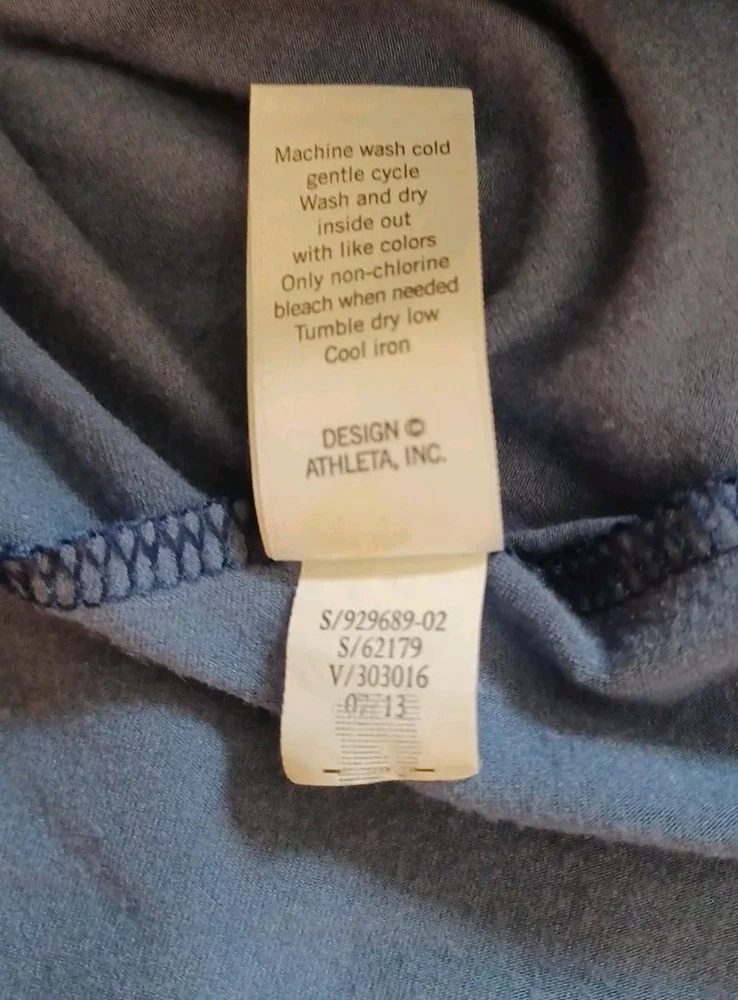 Machine wash cold
gentle cycle
Wash and dry
inside out
with like colors
Only non-chlorine
bleach when needed
Tumble dry low
Cool iron
DESIGN ©
ATHLETA, INC.
S/929689-02
S/62179
V/303016
13